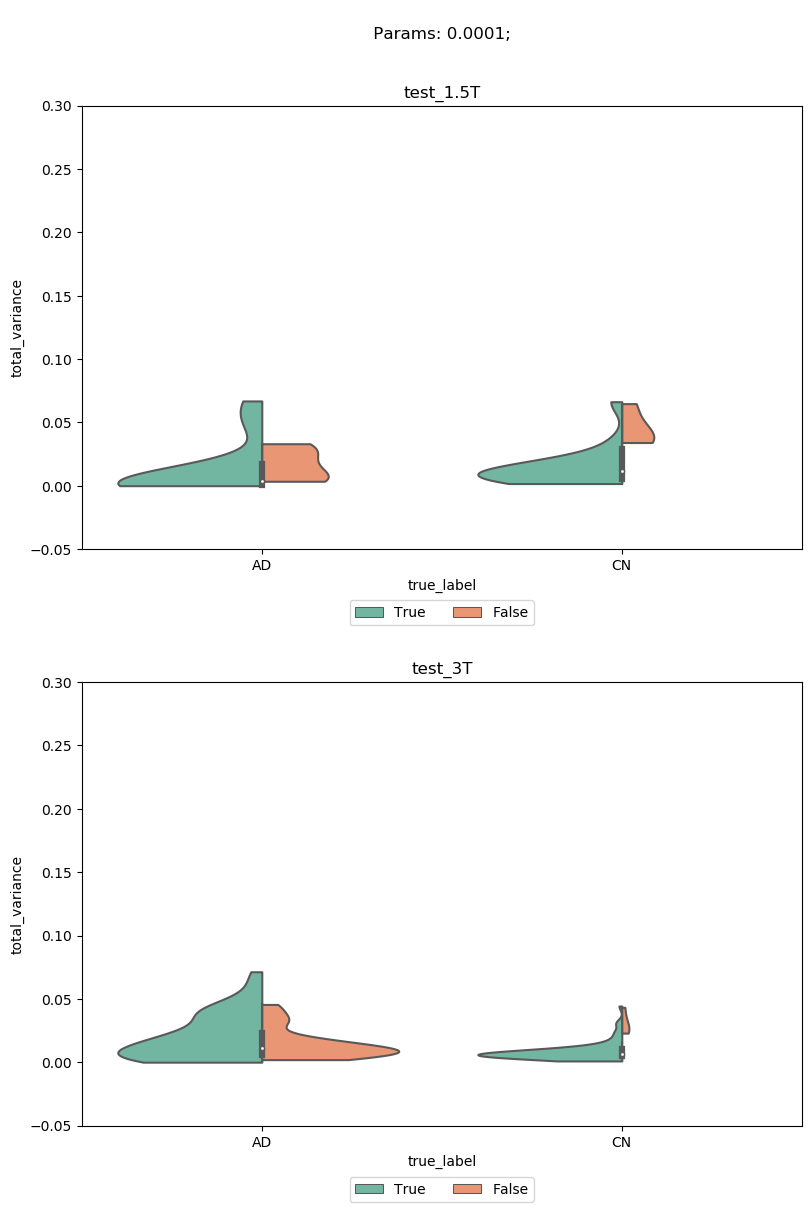 Params: 0.0001;
test_1.5T
0.30
0.25
0.20
0.15
0.10
0.05
0.00
−0.05
total_variance
AD CN
true_label
True False
test_3T
0.30
0.25
0.20
0.15
0.10
0.05
0.00
−0.05
total_variance
AD CN
true_label
True False